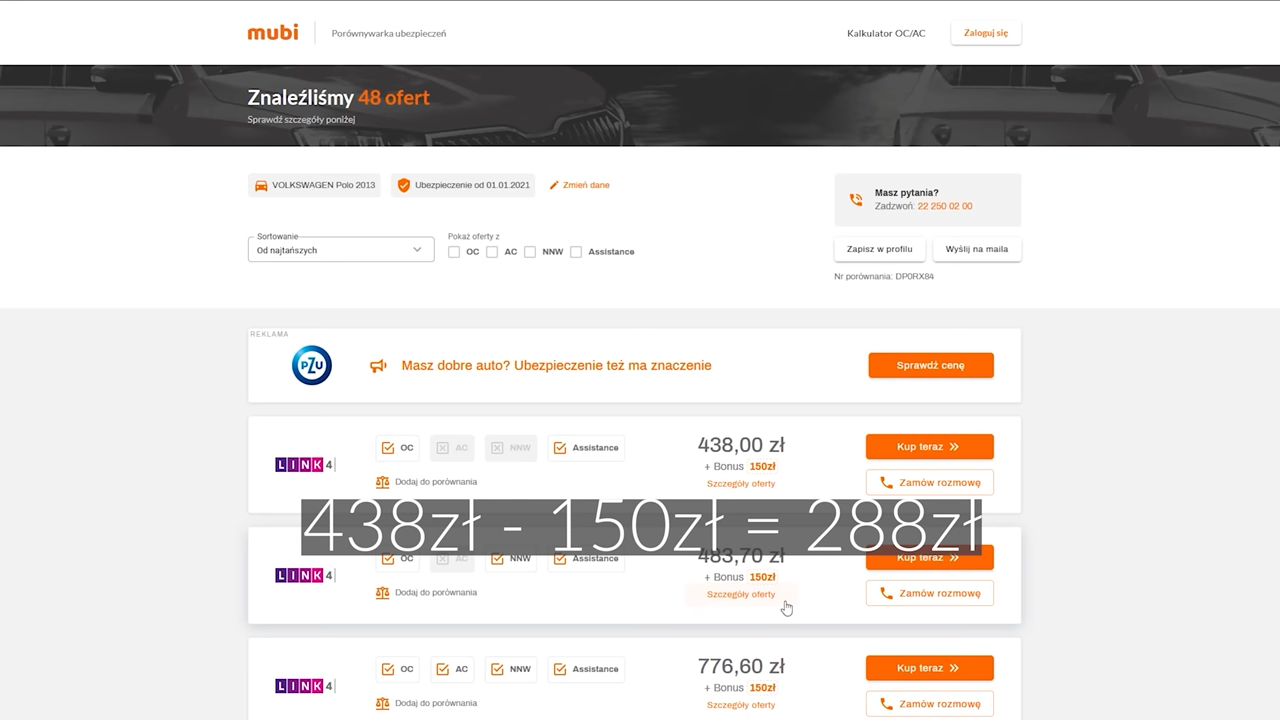 mubi
Porównywarka ubezpieczeń
Kalkulator OC/AC
Zaloguj się
Znaleźliśmy 48 ofert
Sprawdź szczegóły poniżej
VOLKSWAGEN Polo 2013
Ubezpieczenie od 01.01.2021
Zmień dane
Masz pytania?
Zadzwoń: 22 250 02 00
Sortowanie
Od najtańszych
Pokaż oferty z
OC AC NNW Assistance
Zapisz w profilu
Wyślij na maila
Nr porównania: DP0RX84
REKLAMA
PZU
Masz dobre auto? Ubezpieczenie też ma znaczenie
Sprawdź cenę
LINK4
OC AC NNW Assistance
Dodaj do porównania
438,00 zł
+ Bonus 150zł
Szczegóły oferty
Kup teraz
Zamów rozmowę
438zł - 150zł = 288zł
LINK4
OC AC NNW Assistance
Dodaj do porównania
483,70 zł
+ Bonus 150zł
Szczegóły oferty
Kup teraz
Zamów rozmowę
LINK4
OC AC NNW Assistance
Dodaj do porównania
776,60 zł
+ Bonus 150zł
Szczegóły oferty
Kup teraz
Zamów rozmowę